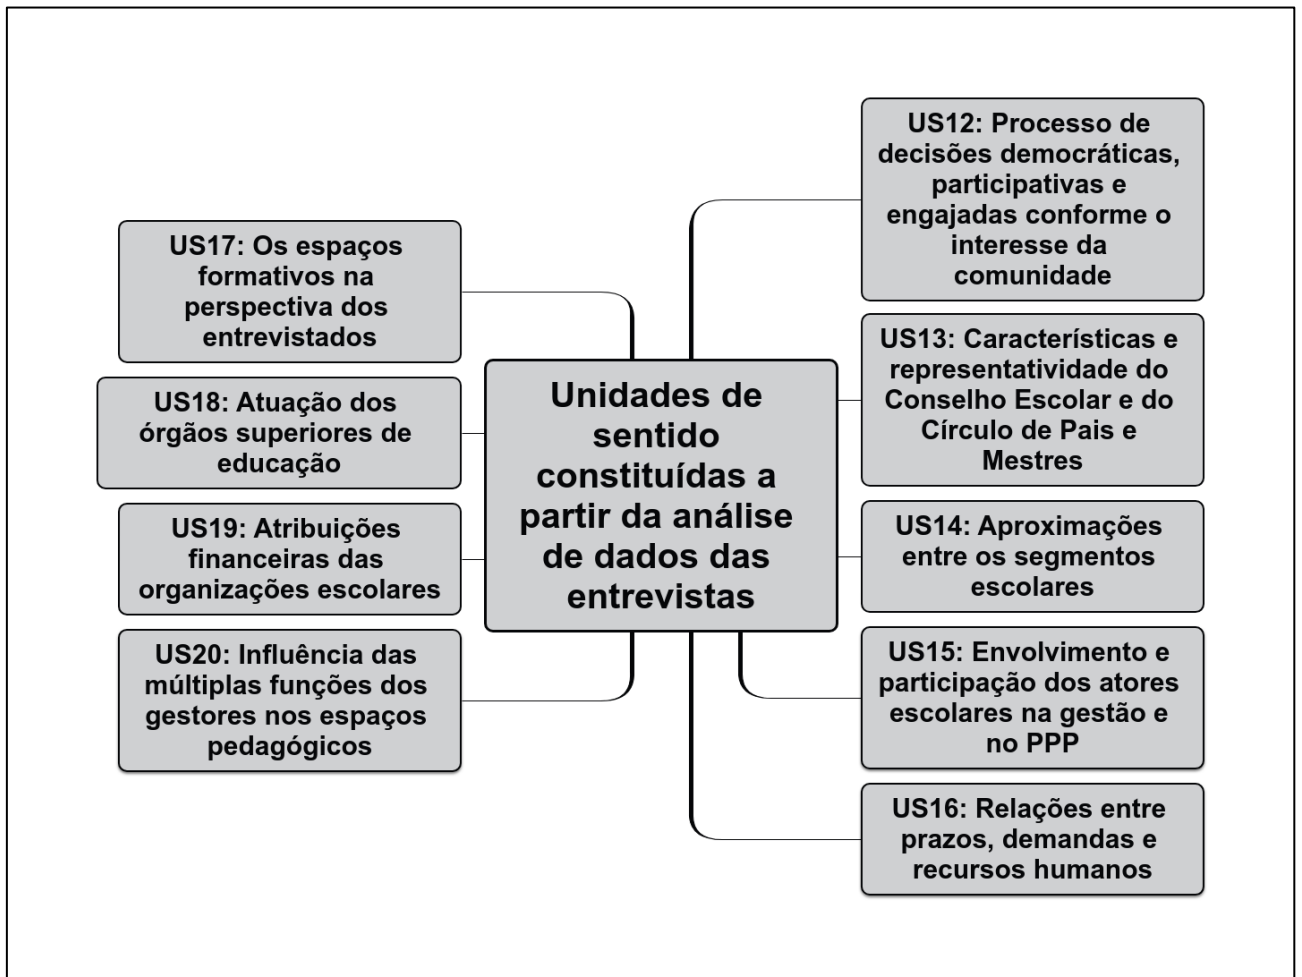 US12: Processo de
decisões democráticas,
participativas e
engajadas conforme o
interesse da
comunidade
US17: Os espaços
formativos na
perspectiva dos
entrevistados
US13: Características e
representatividade do
Conselho Escolar e do
Círculo de Pais e
Mestres
Unidades de
sentido
constituídas a
partir da análise
de dados das
entrevistas
US18: Atuação dos
órgãos superiores de
educação
US14: Aproximações
entre os segmentos
escolares
US19: Atribuições
financeiras das
organizações escolares
US15: Envolvimento e
participação dos atores
escolares na gestão e
no PPP
US20: Influência das
múltiplas funções dos
gestores nos espaços
pedagógicos
US16: Relações entre
prazos, demandas e
recursos humanos